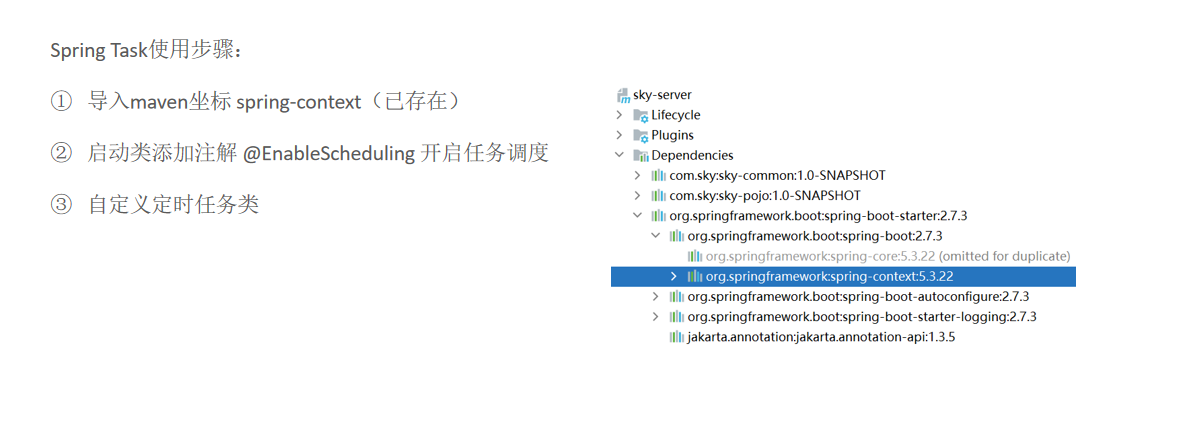 Spring Task使用步骤：
① 导入maven坐标 spring-context（已存在）
② 启动类添加注解 @EnableScheduling 开启任务调度
③ 自定义定时任务类
sky-server
Lifecycle
Plugins
Dependencies
com.sky:sky-common:1.0-SNAPSHOT
com.sky:sky-pojo:1.0-SNAPSHOT
org.springframework.boot:spring-boot-starter:2.7.3
org.springframework.boot:spring-boot:2.7.3
org.springframework:spring-core:5.3.22 (omitted for duplicate)
org.springframework:spring-context:5.3.22
org.springframework.boot:spring-boot-autoconfigure:2.7.3
org.springframework.boot:spring-boot-starter-logging:2.7.3
jakarta.annotation:jakarta.annotation-api:1.3.5